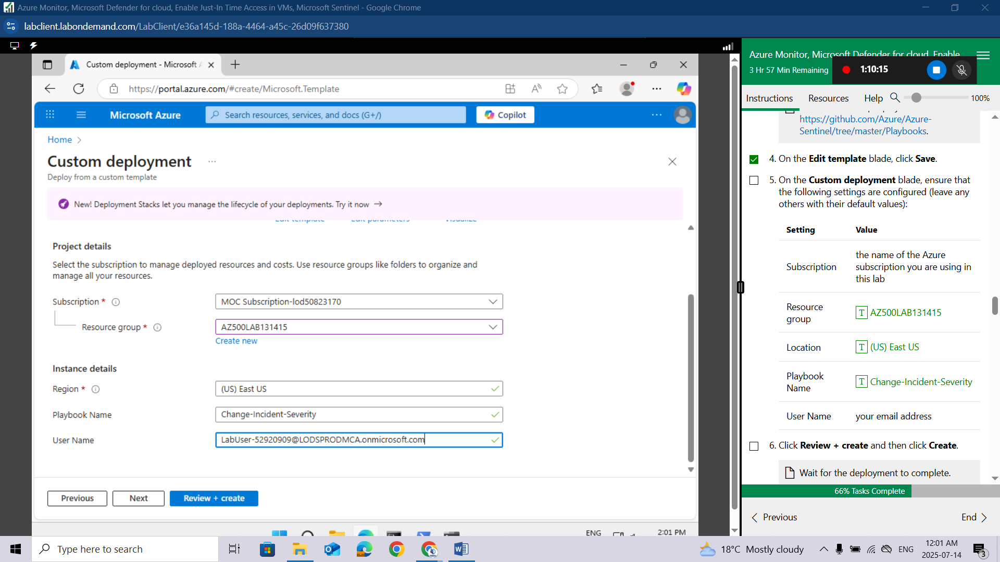 Azure Monitor, Microsoft Defender for cloud, Enable Just-In Time Access in VMs, Microsoft Sentinel - Google Chrome
labclient.labondemand.com/LabClient/e36a145d-188a-4464-a45c-26d09f637380
Custom deployment - Microsoft A
https://portal.azure.com/#create/Microsoft.Template
Microsoft Azure
Search resources, services, and docs (G+/)
Copilot
Home
Custom deployment
Deploy from a custom template
New! Deployment Stacks let you manage the lifecycle of your deployments. Try it now →
Edit template Edit parameters Visualize
Project details
Select the subscription to manage deployed resources and costs. Use resource groups like folders to organize and
manage all your resources.
Subscription *
MOC Subscription-lod50823170
Resource group *
AZ500LAB131415
Create new
Instance details
Region *
(US) East US
Playbook Name
Change-Incident-Severity
User Name
LabUser-52920909@LODSPRODMCA.onmicrosoft.com
Previous
Next
Review + create
ENG
2:01 PM
Azure Monitor, Microsoft Defender for cloud, Enable
3 Hr 57 Min Remaining
1:10:15
Instructions
Resources
Help
100%
https://github.com/Azure/Azure-
Sentinel/tree/master/Playbooks.
4. On the Edit template blade, click Save.
5. On the Custom deployment blade, ensure that
the following settings are configured (leave any
others with their default values):
Setting Value
Subscription
the name of the Azure
subscription you are using in
this lab
Resource
group
T AZ500LAB131415
Location
T (US) East US
Playbook
Name
T Change-Incident-Severity
User Name
your email address
6. Click Review + create and then click Create.
Wait for the deployment to complete.
66% Tasks Complete
Previous
End
Type here to search
18°C Mostly cloudy
ENG
12:01 AM
2025-07-14
3